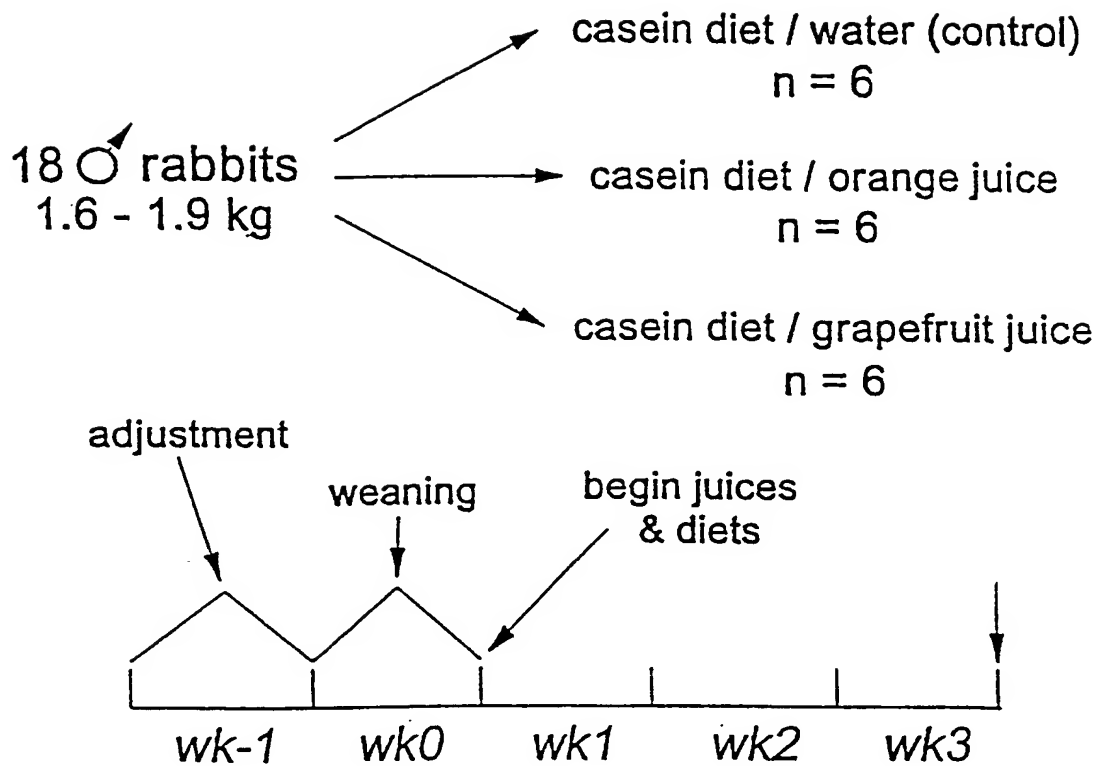 casein diet / water (control)
n = 6
18 ♂ rabbits
1.6 - 1.9 kg
casein diet / orange juice
n = 6
casein diet / grapefruit juice
n = 6
adjustment
weaning
begin juices
& diets
wk-1 wk0 wk1 wk2 wk3